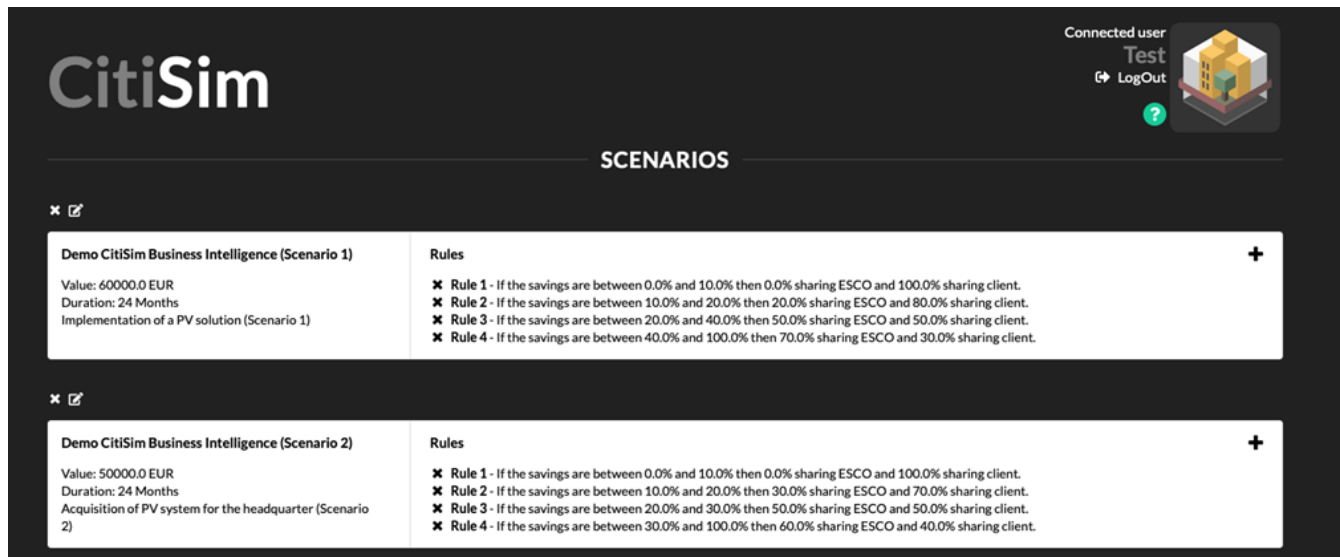 CitiSim
Connected user
Test
LogOut
?
SCENARIOS
Demo CitiSim Business Intelligence (Scenario 1)
Value: 60000.0 EUR
Duration: 24 Months
Implementation of a PV solution (Scenario 1)
Rules
Rule 1 - If the savings are between 0.0% and 10.0% then 0.0% sharing ESCO and 100.0% sharing client.
Rule 2 - If the savings are between 10.0% and 20.0% then 20.0% sharing ESCO and 80.0% sharing client.
Rule 3 - If the savings are between 20.0% and 40.0% then 50.0% sharing ESCO and 50.0% sharing client.
Rule 4 - If the savings are between 40.0% and 100.0% then 70.0% sharing ESCO and 30.0% sharing client.
Demo CitiSim Business Intelligence (Scenario 2)
Value: 50000.0 EUR
Duration: 24 Months
Acquisition of PV system for the headquarter (Scenario
2)
Rules
Rule 1 - If the savings are between 0.0% and 10.0% then 0.0% sharing ESCO and 100.0% sharing client.
Rule 2 - If the savings are between 10.0% and 20.0% then 30.0% sharing ESCO and 70.0% sharing client.
Rule 3 - If the savings are between 20.0% and 30.0% then 50.0% sharing ESCO and 50.0% sharing client.
Rule 4 - If the savings are between 30.0% and 100.0% then 60.0% sharing ESCO and 40.0% sharing client.